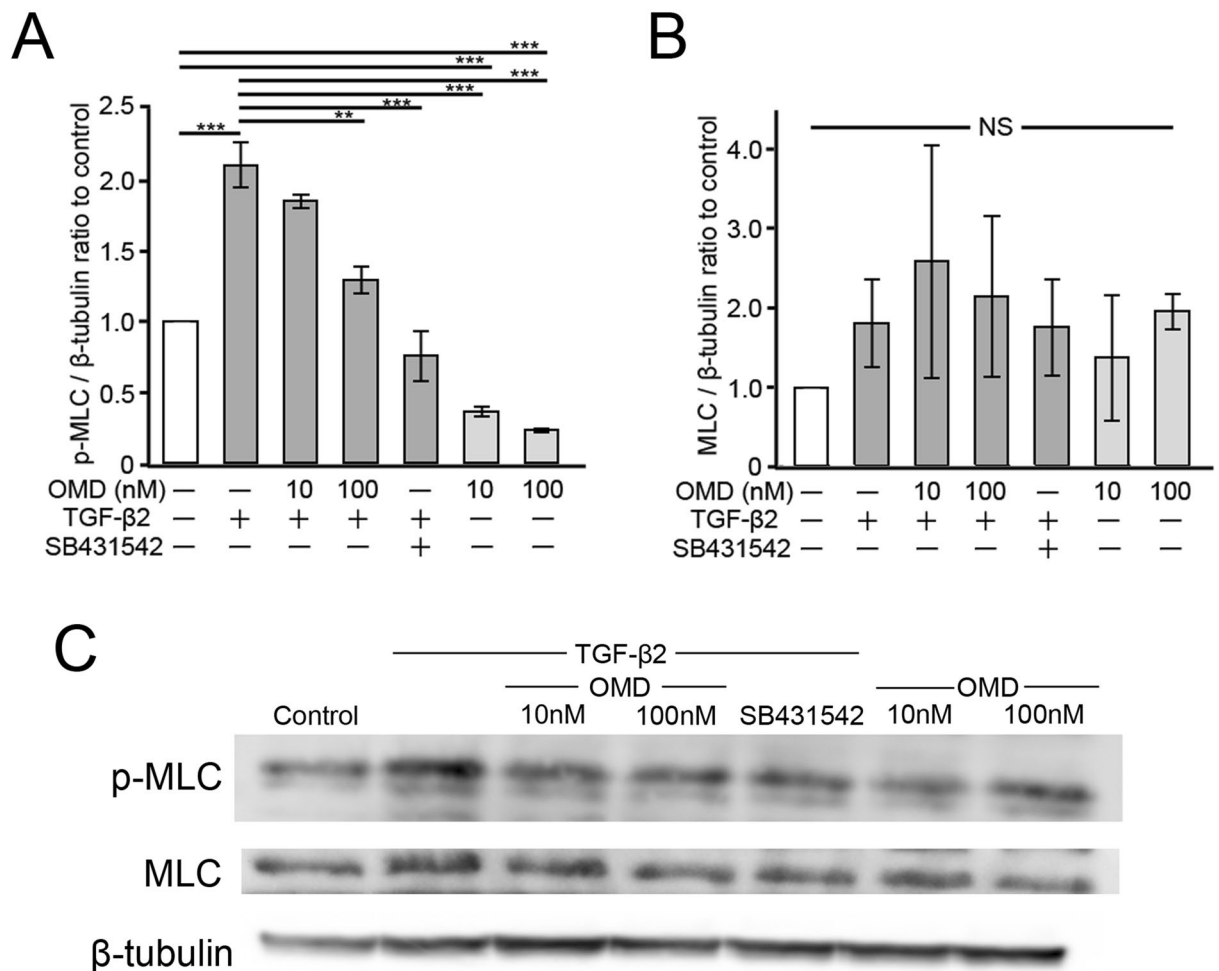 A
***
***
***
***
***
**
***
p-MLC / β-tubulin ratio to control
2.5
2.0
1.5
1.0
0.5
0
OMD (nM) — — 10 100 — 10 100
TGF-β2 — + + + + — —
SB431542 — — — — + — —
B
NS
MLC / β-tubulin ratio to control
4.0
3.0
2.0
1.0
0
OMD (nM) — — 10 100 — 10 100
TGF-β2 — + + + + — —
SB431542 — — — — + — —
C
TGF-β2
OMD OMD
Control 10nM 100nM SB431542 10nM 100nM
p-MLC
MLC
β-tubulin